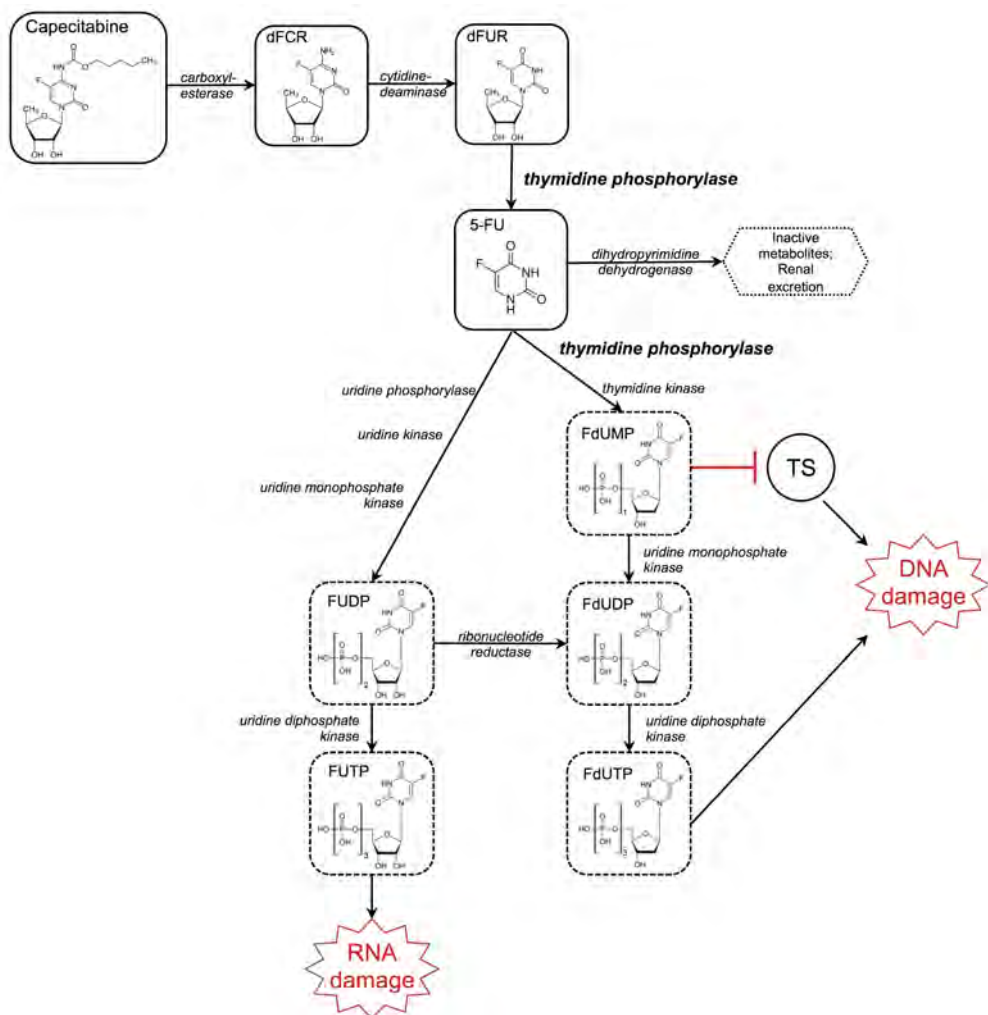 Capecitabine
dFCR
dFUR
carboxyl-
esterase
cytidine-
deaminase
thymidine phosphorylase
5-FU
dihydropyrimidine
dehydrogenase
Inactive
metabolites;
Renal
excretion
thymidine phosphorylase
uridine phosphorylase
thymidine kinase
uridine kinase
FdUMP
TS
uridine monophosphate
kinase
uridine monophosphate
kinase
DNA
damage
FUDP
ribonucleotide
reductase
FdUDP
uridine diphosphate
kinase
uridine diphosphate
kinase
FUTP
FdUTP
RNA
damage